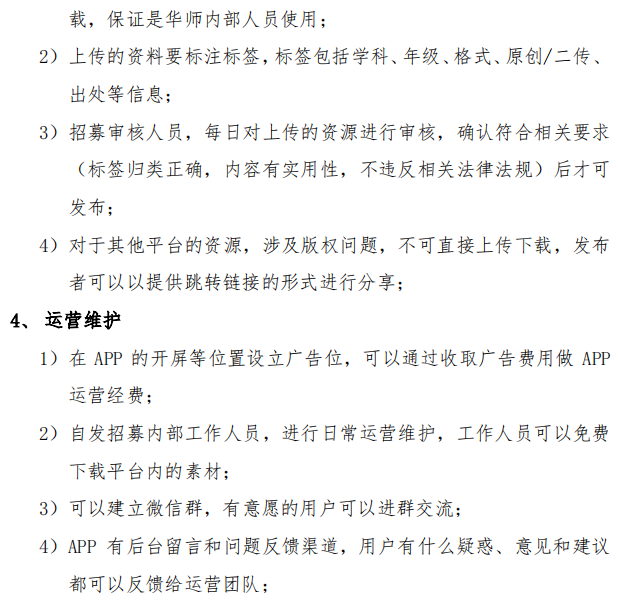 载，保证是华师内部人员使用；
2）上传的资料要标注标签，标签包括学科、年级、格式、原创/二传、
出处等信息；
3）招募审核人员，每日对上传的资源进行审核，确认符合相关要求
（标签归类正确，内容有实用性，不违反相关法律法规）后才可
发布；
4）对于其他平台的资源，涉及版权问题，不可直接上传下载，发布
者可以以提供跳转链接的形式进行分享；
4、 运营维护
1）在 APP 的开屏等位置设立广告位，可以通过收取广告费用做 APP
运营经费；
2）自发招募内部工作人员，进行日常运营维护，工作人员可以免费
下载平台内的素材；
3）可以建立微信群，有意愿的用户可以进群交流；
4）APP 有后台留言和问题反馈渠道，用户有什么疑惑、意见和建议
都可以反馈给运营团队；